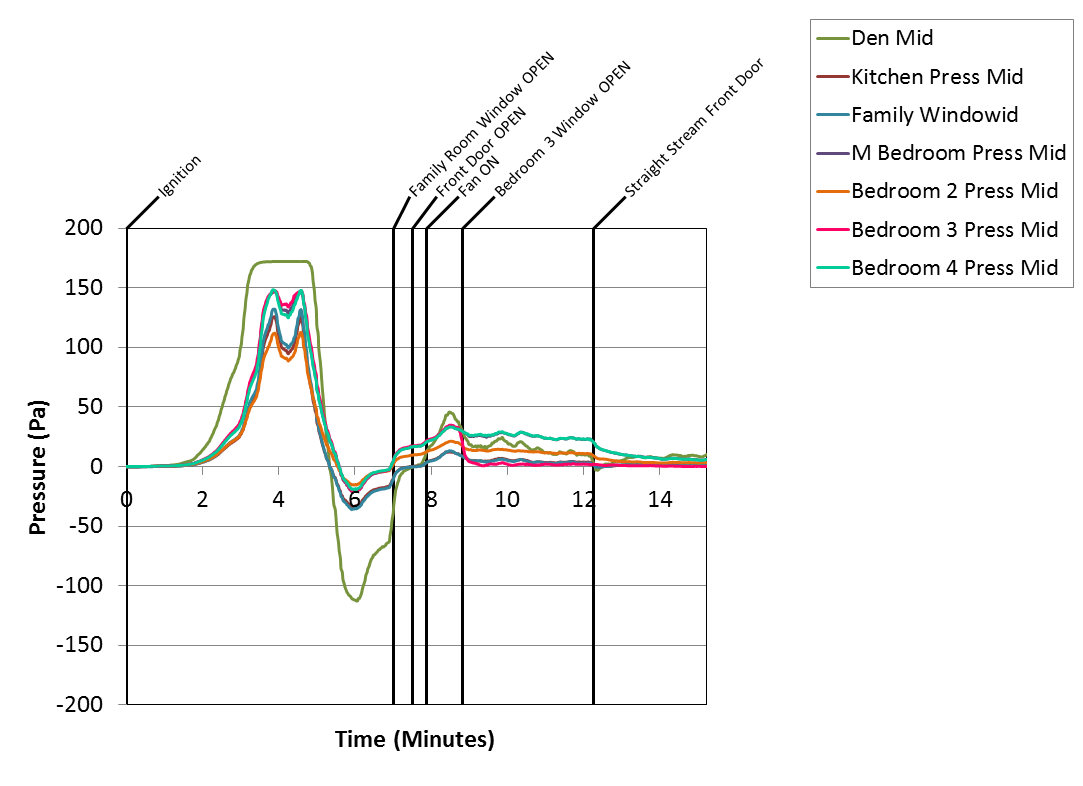 Den Mid
Kitchen Press Mid
Family Windowid
M Bedroom Press Mid
Bedroom 2 Press Mid
Bedroom 3 Press Mid
Bedroom 4 Press Mid
Ignition
Family Room Window OPEN
Front Door OPEN
Fan ON
Bedroom 3 Window OPEN
Straight Stream Front Door
200
150
100
50
0
-50
-100
-150
-200
Pressure (Pa)
0 2 4 6 8 10 12 14
Time (Minutes)